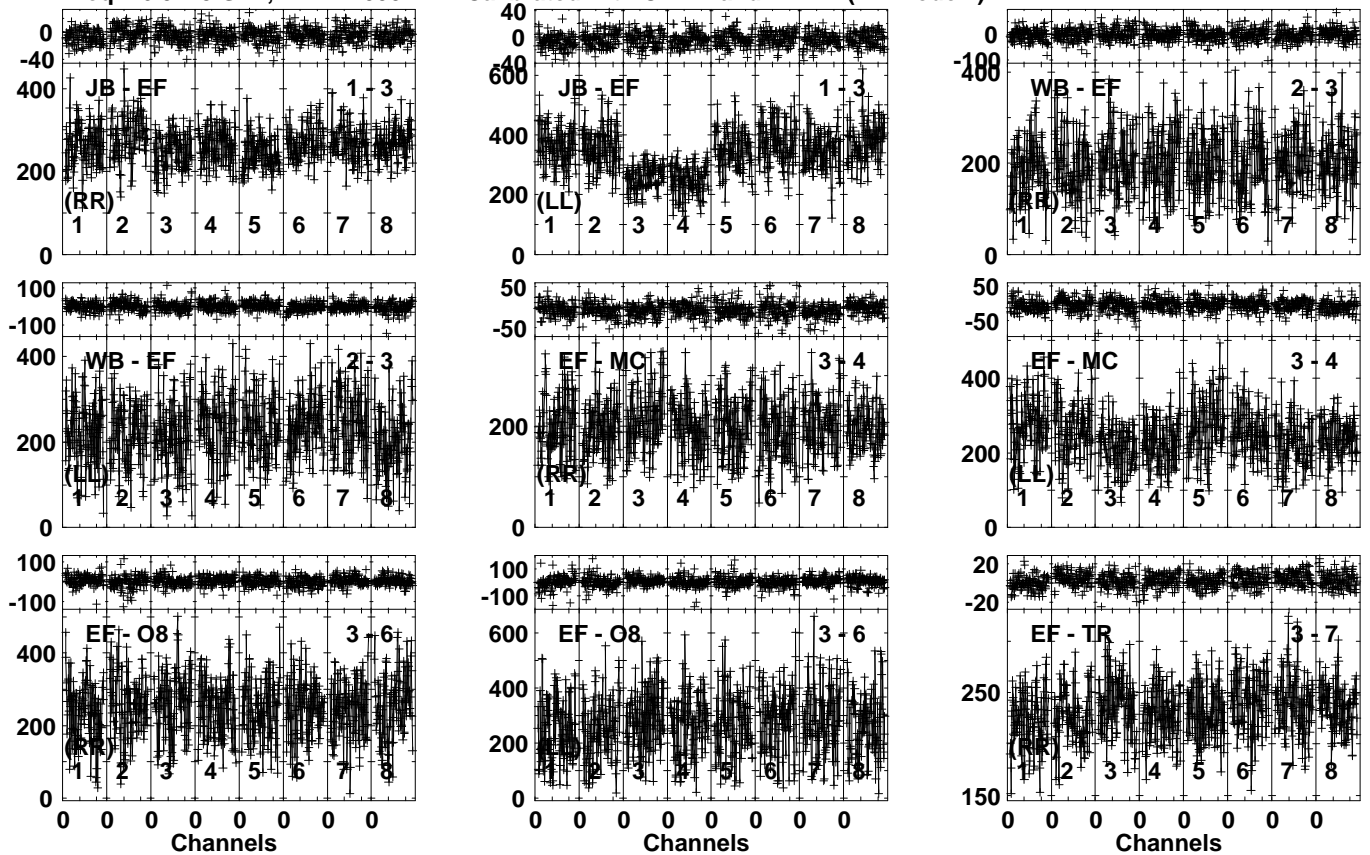 0 -40 400 200 0 JB - EF 1 - 3 (RR) 1 2 3 4 5 6 7 8
40 0 -40 600 400 200 0 JB - EF 1 - 3 (LL) 1 2 3 4 5 6 7 8
0 -100 400 200 0 WB - EF 2 - 3 (RR) 1 2 3 4 5 6 7 8
100 -100 400 200 0 WB - EF 2 - 3 (LL) 1 2 3 4 5 6 7 8
50 -50 200 0 EF - MC 3 - 4 (RR) 1 2 3 4 5 6 7 8
50 -50 400 200 0 EF - MC 3 - 4 (LL) 1 2 3 4 5 6 7 8
100 -100 400 200 0 EF - O8 3 - 6 (RR) 1 2 3 4 5 6 7 8
100 -100 600 400 200 0 EF - O8 3 - 6 (LL) 1 2 3 4 5 6 7 8
20 -20 250 150 EF - TR 3 - 7 (RR) 1 2 3 4 5 6 7 8
0 0 0 0 0 0 0 0
0 0 0 0 0 0 0 0
0 0 0 0 0 0 0 0
Channels
Channels
Channels